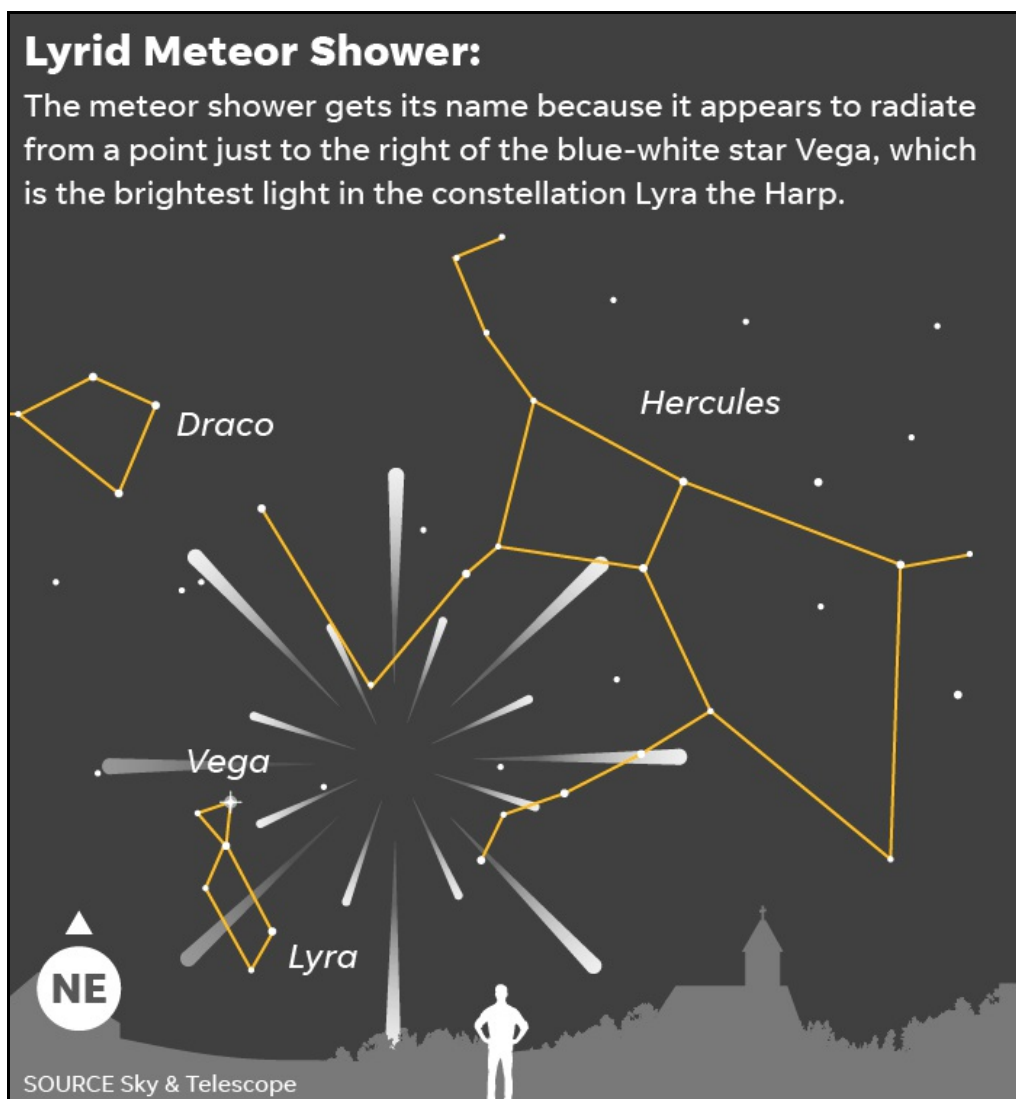 Lyrid Meteor Shower:
The meteor shower gets its name because it appears to radiate
from a point just to the right of the blue-white star Vega, which
is the brightest light in the constellation Lyra the Harp.
Hercules
Draco
Vega
Lyra
NE
SOURCE Sky & Telescope